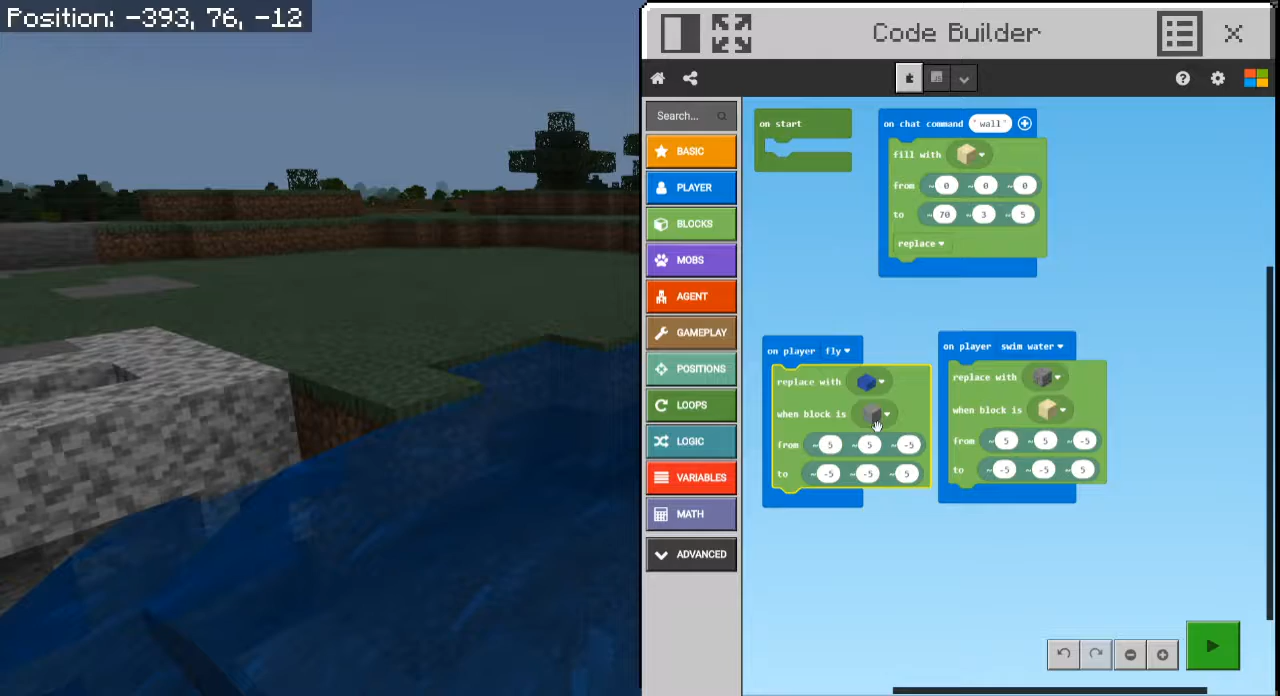 Position: -393, 76, -12
Code Builder
Search...
BASIC
PLAYER
BLOCKS
MOBS
AGENT
GAMEPLAY
POSITIONS
LOOPS
LOGIC
VARIABLES
MATH
ADVANCED
on start
on chat command "wall"
fill with
from ~0 ~0 ~0
to ~70 ~3 ~5
replace
on player fly
replace with
when block is
from ~5 ~5 ~-5
to ~-5 ~-5 ~5
on player swim water
replace with
when block is
from ~5 ~5 ~-5
to ~-5 ~-5 ~5